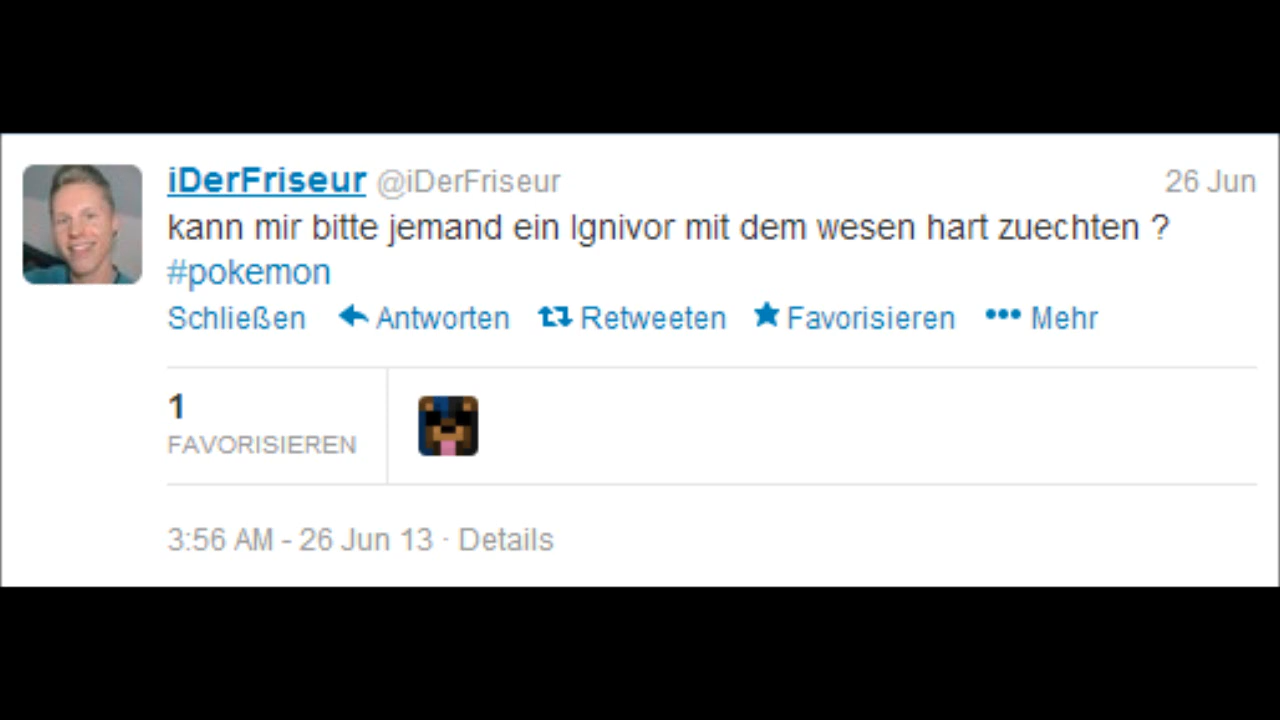 iDerFriseur @iDerFriseur 26 Jun
kann mir bitte jemand ein Ignivor mit dem wesen hart zuechten ?
#pokemon
Schließen Antworten Retweeten Favorisieren Mehr
1
FAVORISIEREN
3:56 AM - 26 Jun 13 · Details